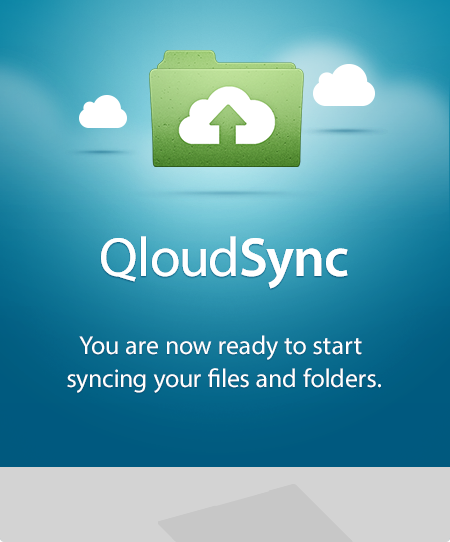 QloudSync
You are now ready to start
syncing your files and folders.